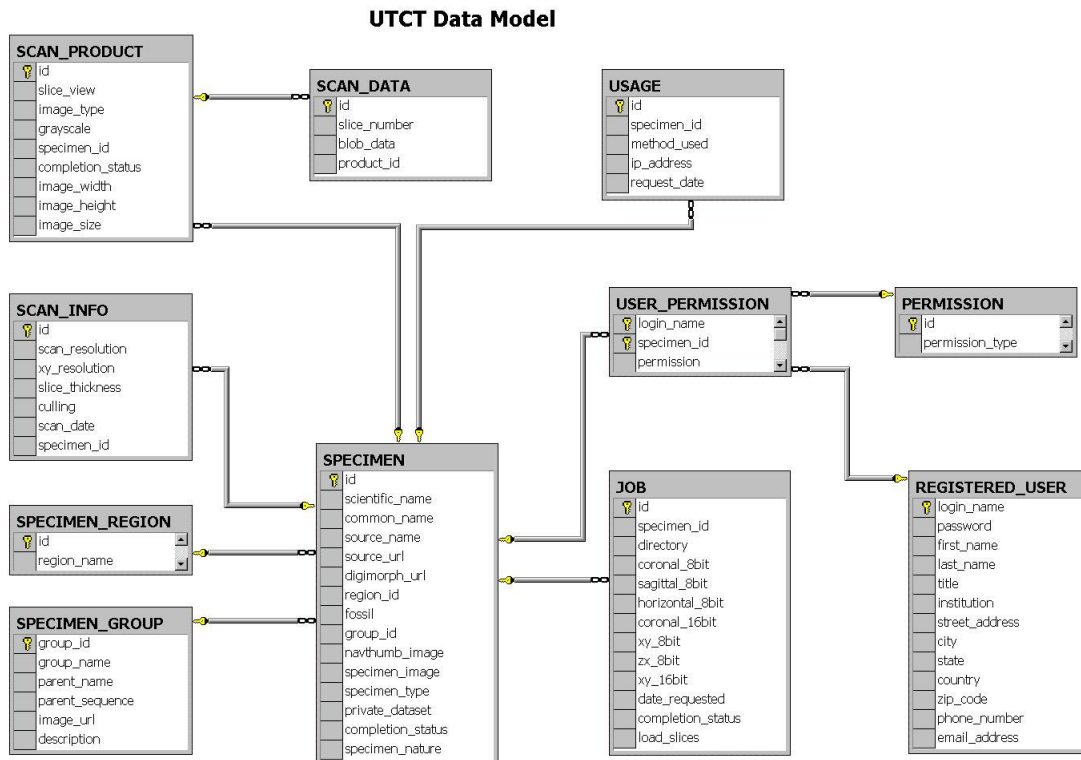 UTCT Data Model
SCAN_PRODUCT
id
slice_view
image_type
grayscale
specimen_id
completion_status
image_width
image_height
image_size
SCAN_DATA
id
slice_number
blob_data
product_id
USAGE
id
specimen_id
method_used
ip_address
request_date
SCAN_INFO
id
scan_resolution
xy_resolution
slice_thickness
culling
scan_date
specimen_id
USER_PERMISSION
login_name
specimen_id
permission
PERMISSION
id
permission_type
SPECIMEN_REGION
id
region_name
SPECIMEN_GROUP
group_id
group_name
parent_name
parent_sequence
image_url
description
SPECIMEN
id
scientific_name
common_name
source_name
source_url
digimorph_url
region_id
fossil
group_id
navthumb_image
specimen_image
specimen_type
private_dataset
completion_status
specimen_nature
JOB
id
specimen_id
directory
coronal_8bit
sagittal_8bit
horizontal_8bit
coronal_16bit
xy_8bit
zx_8bit
xy_16bit
date_requested
completion_status
load_slices
REGISTERED_USER
login_name
password
first_name
last_name
title
institution
street_address
city
state
country
zip_code
phone_number
email_address